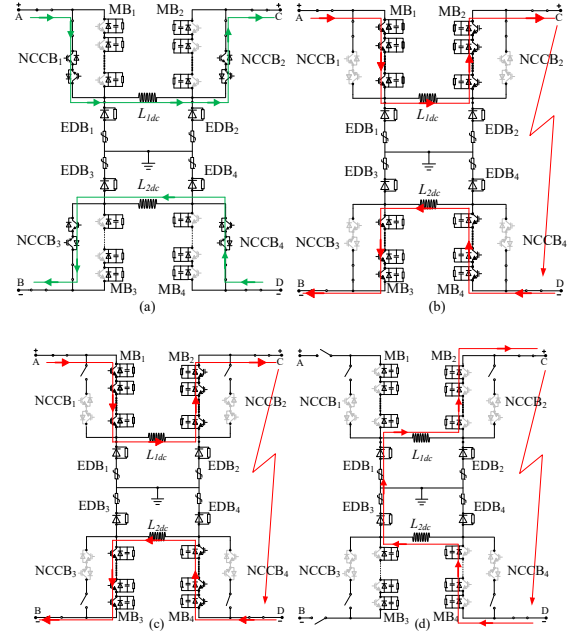 + MB1 +
A MB2 C
NCCB1 NCCB2
L1dc
EDB1 EDB2
EDB3 EDB4
L2dc
NCCB3 NCCB4
B D
− MB3 MB4 −
(a)
+ MB1 +
A MB2 C
NCCB1 NCCB2
L1dc
EDB1 EDB2
EDB3 EDB4
L2dc
NCCB3 NCCB4
B D
− MB3 MB4 −
(b)
+ MB1 +
A MB2 C
NCCB1 NCCB2
L1dc
EDB1 EDB2
EDB3 EDB4
L2dc
NCCB3 NCCB4
B D
− MB3 MB4 −
(c)
+ MB1 +
A MB2 C
NCCB1 NCCB2
L1dc
EDB1 EDB2
EDB3 EDB4
L2dc
NCCB3 NCCB4
B D
− MB3 MB4 −
(d)